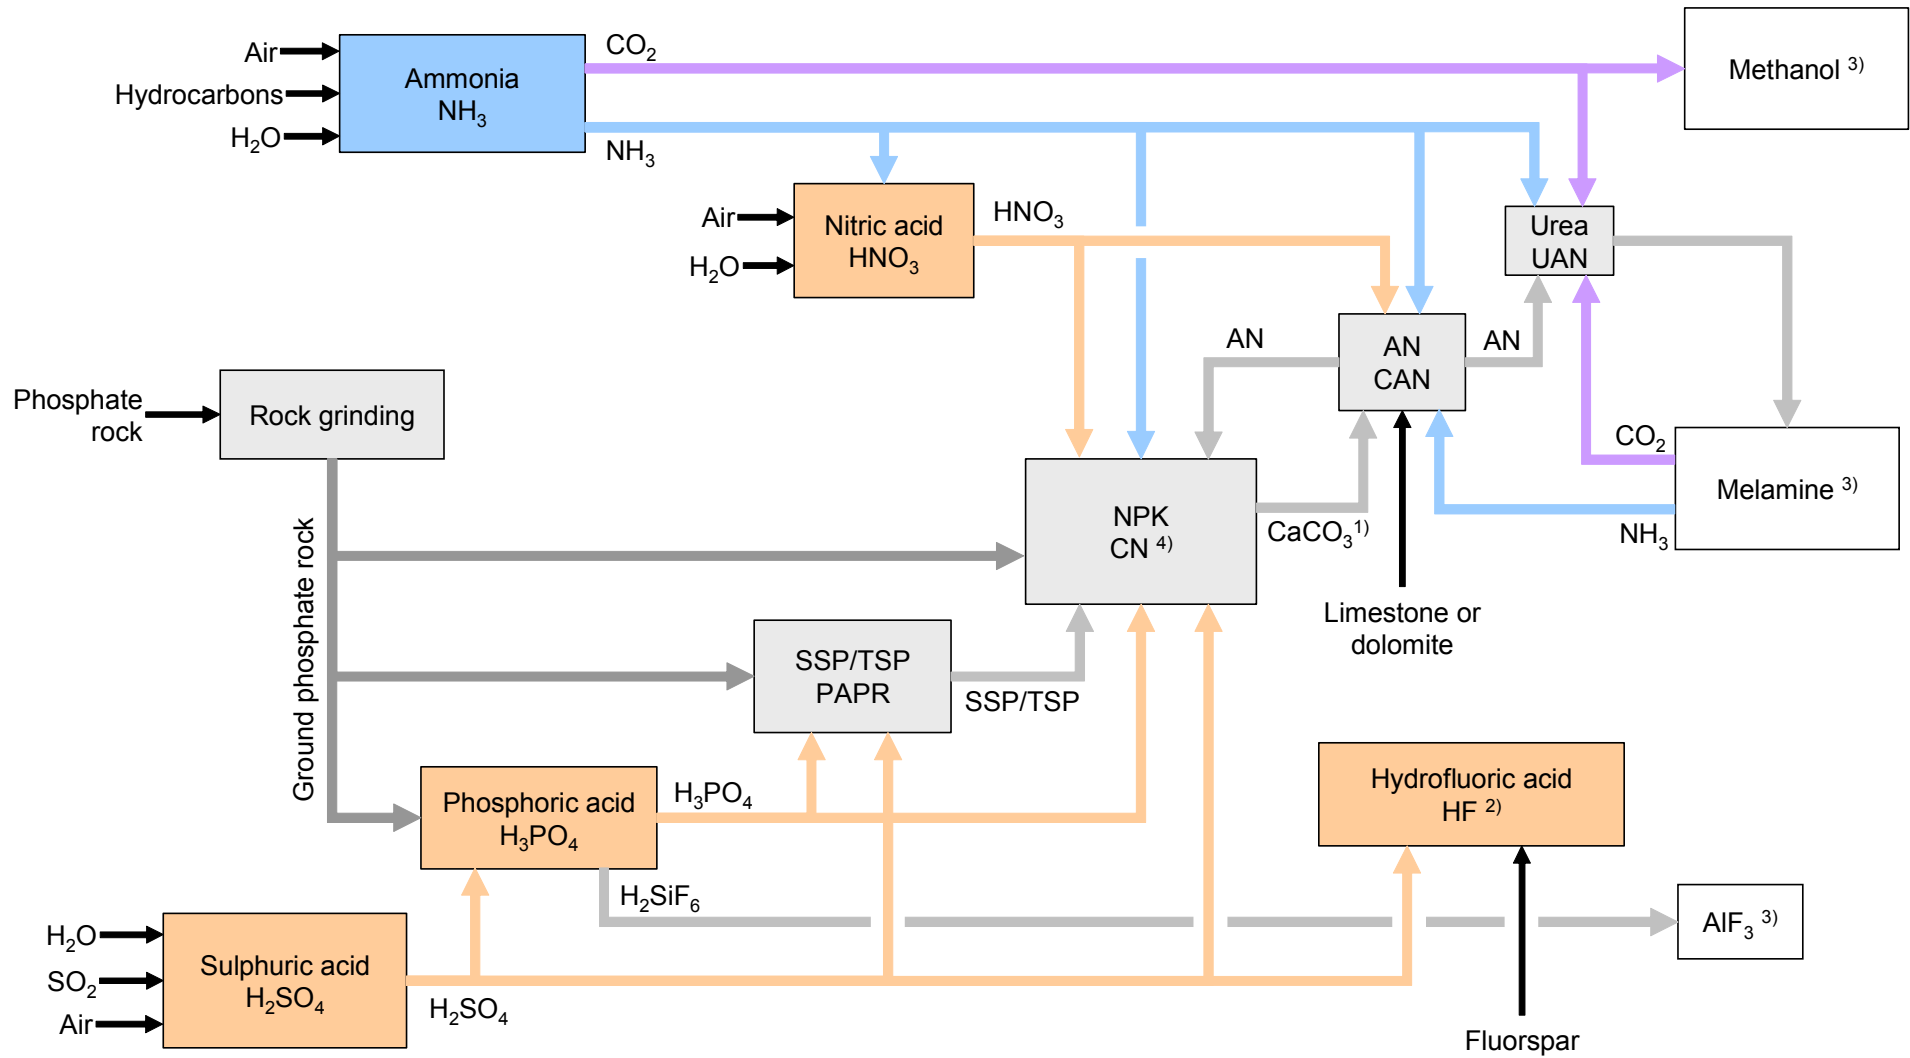 Air
Hydrocarbons
H₂O
Ammonia
NH₃
CO₂
NH₃
Methanol ³⁾
Air
H₂O
Nitric acid
HNO₃
HNO₃
Urea
UAN
AN
AN
CAN
AN
Phosphate
rock
Rock grinding
CO₂
Melamine ³⁾
NH₃
NPK
CN ⁴⁾
CaCO₃¹⁾
Limestone or
dolomite
Ground phosphate rock
SSP/TSP
PAPR
SSP/TSP
Phosphoric acid
H₃PO₄
H₃PO₄
H₂SiF₆
Hydrofluoric acid
HF ²⁾
AlF₃ ³⁾
H₂O
SO₂
Air
Sulphuric acid
H₂SO₄
H₂SO₄
Fluorspar